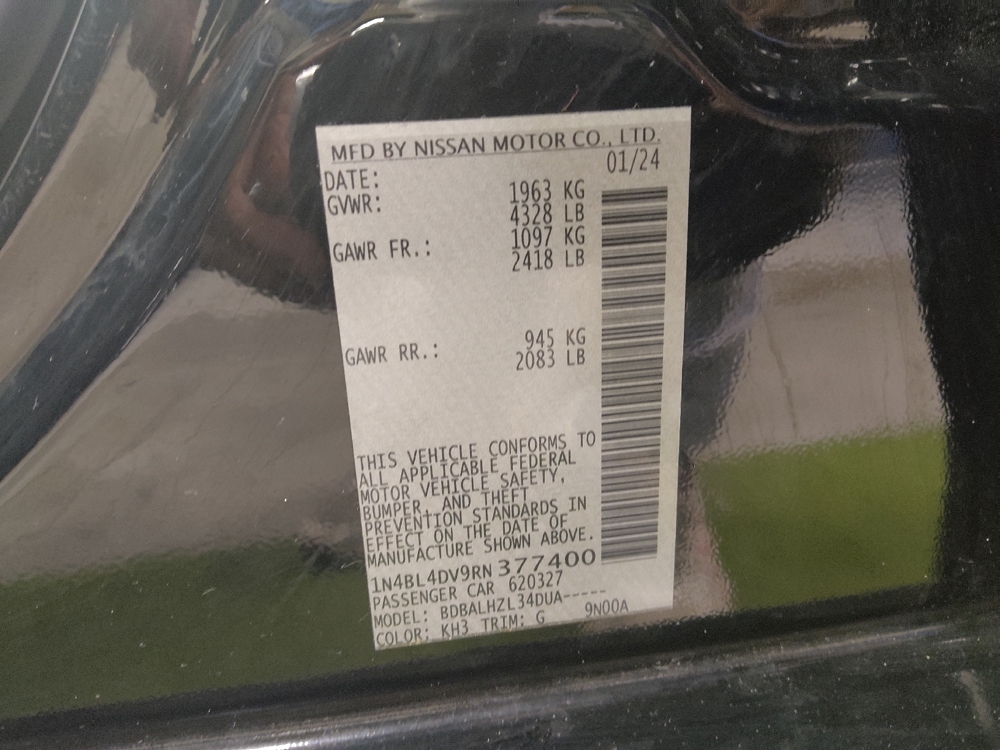 MFD BY NISSAN MOTOR CO., LTD.
DATE: 01/24
GVWR: 1963 KG
4328 LB
GAWR FR.: 1097 KG
2418 LB
GAWR RR.: 945 KG
2083 LB
THIS VEHICLE CONFORMS TO
ALL APPLICABLE FEDERAL
MOTOR VEHICLE SAFETY,
BUMPER, AND THEFT
PREVENTION STANDARDS IN
EFFECT ON THE DATE OF
MANUFACTURE SHOWN ABOVE.
1N4BL4DV9RN377400
PASSENGER CAR 620327
MODEL: BDBALHZL34DUA-----
COLOR: KH3 TRIM: G 9N00A